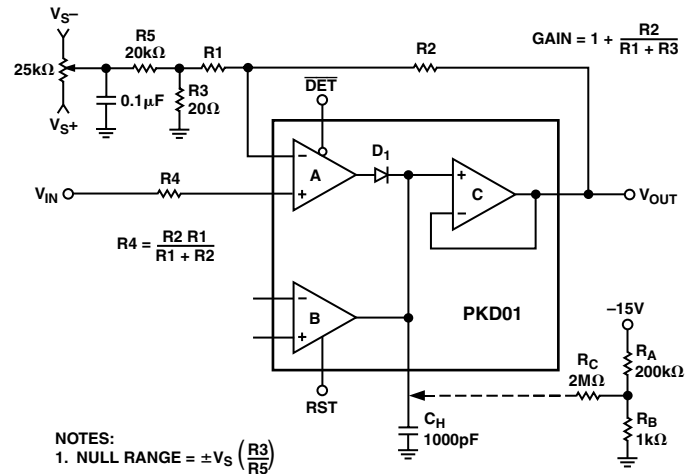 VS–
R5
20kΩ
R1
R2
GAIN = 1 + R2 / R1 + R3
25kΩ
0.1µF
R3
20Ω
DET
VS+
D1
–
A
+
+
C
–
VIN
R4
VOUT
R4 = R2 R1 / R1 + R2
–
B
+
PKD01
–15V
RA
200kΩ
RC
2MΩ
RB
1kΩ
RST
CH
1000pF
NOTES:
1. NULL RANGE = ±VS (R3 / R5)